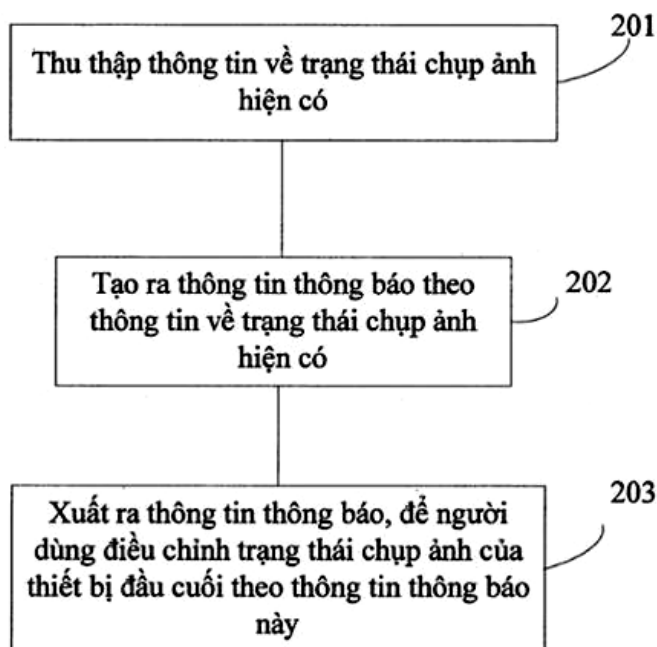 201
Thu thập thông tin về trạng thái chụp ảnh
hiện có
202
Tạo ra thông tin thông báo theo
thông tin về trạng thái chụp ảnh
hiện có
203
Xuất ra thông tin thông báo, để người
dùng điều chỉnh trạng thái chụp ảnh của
thiết bị đầu cuối theo thông tin thông báo
này